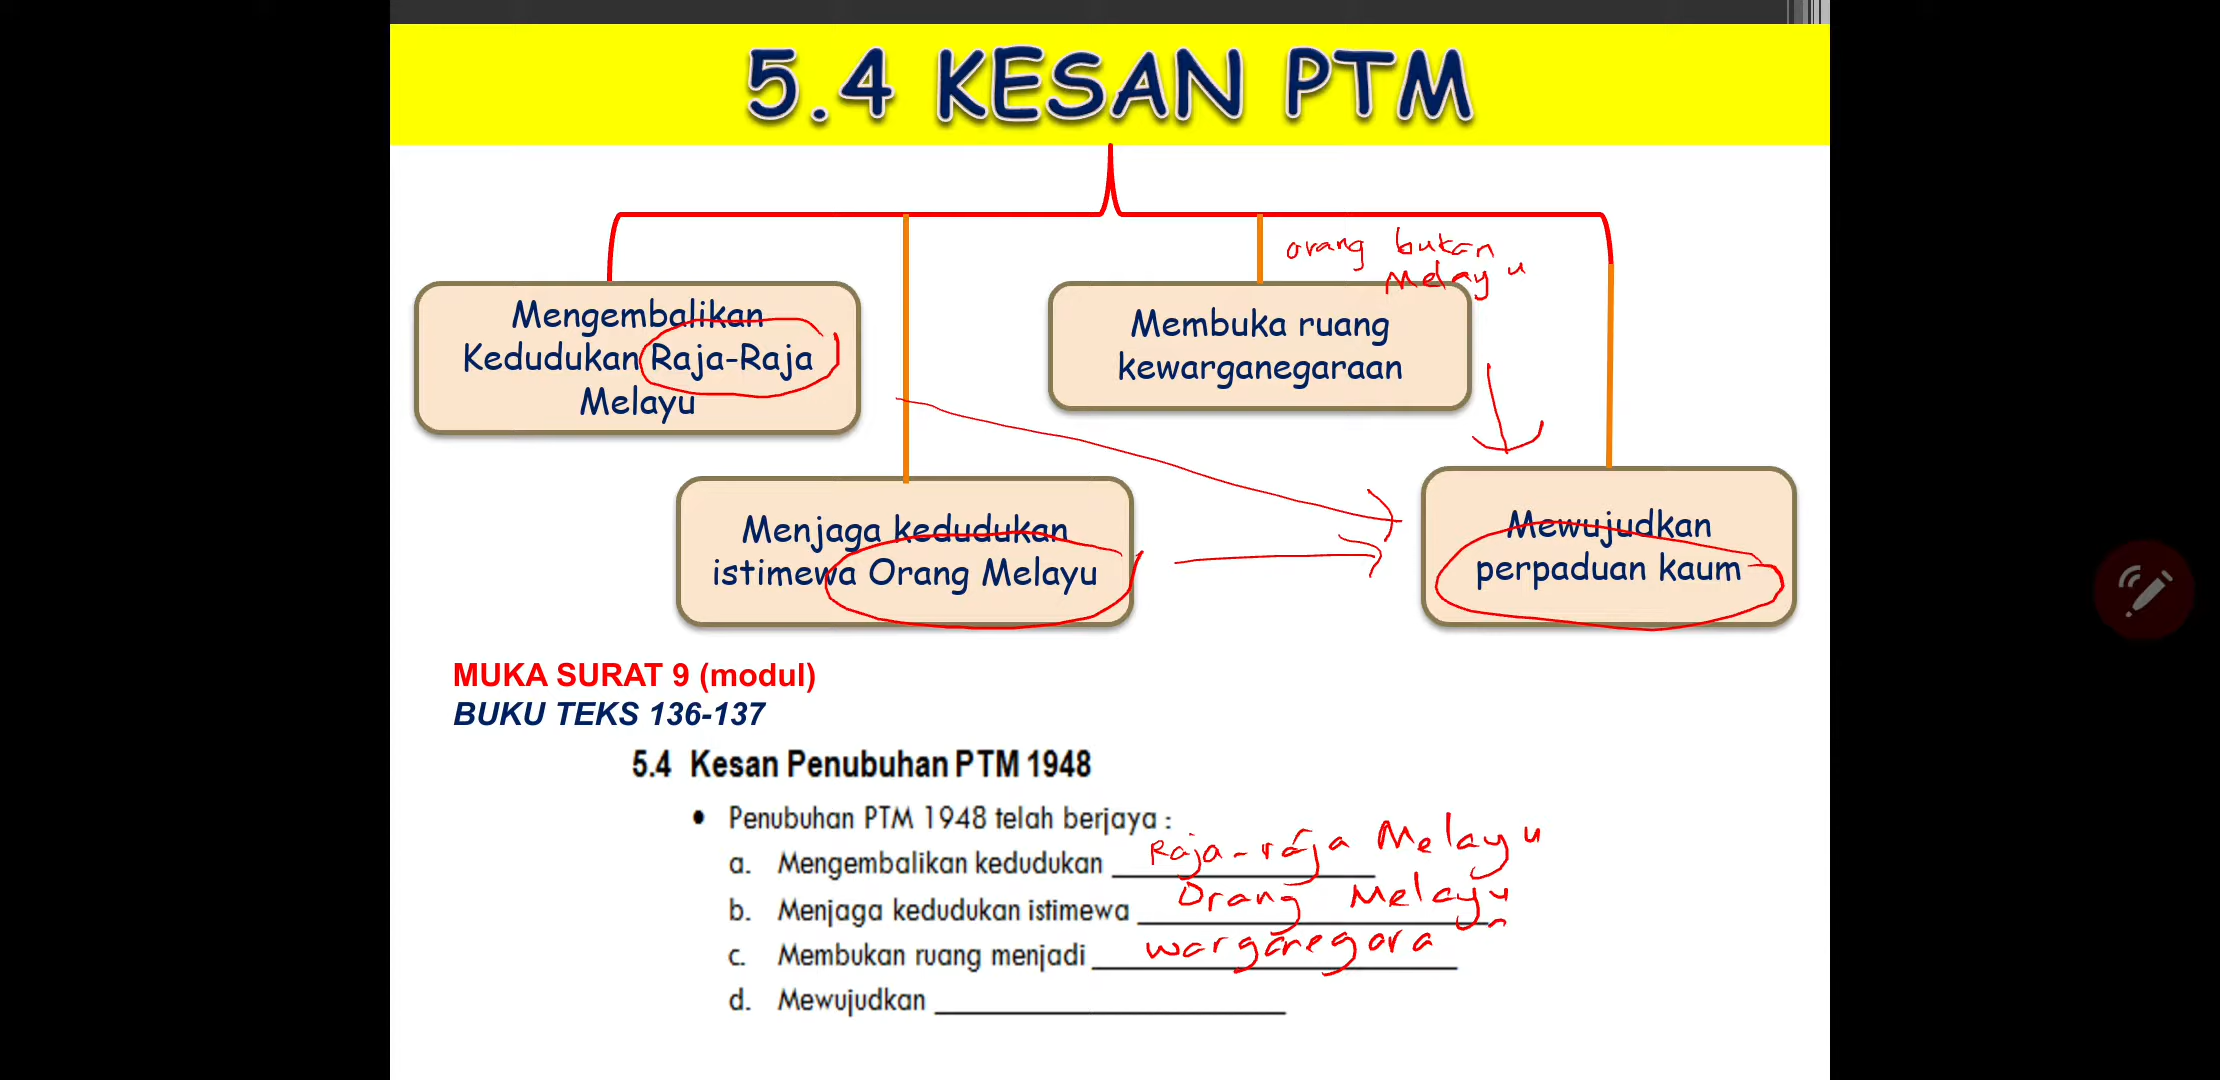 5.4 KESAN PTM
orang bukan
Melayu
Mengembalikan
Kedudukan Raja-Raja
Melayu
Membuka ruang
kewarganegaraan
Menjaga kedudukan
istimewa Orang Melayu
Mewujudkan
perpaduan kaum
MUKA SURAT 9 (modul)
BUKU TEKS 136-137
5.4 Kesan Penubuhan PTM 1948
• Penubuhan PTM 1948 telah berjaya :
a. Mengembalikan kedudukan Raja-raja Melayu
b. Menjaga kedudukan istimewa Orang Melayu
c. Membukan ruang menjadi warganegara
d. Mewujudkan